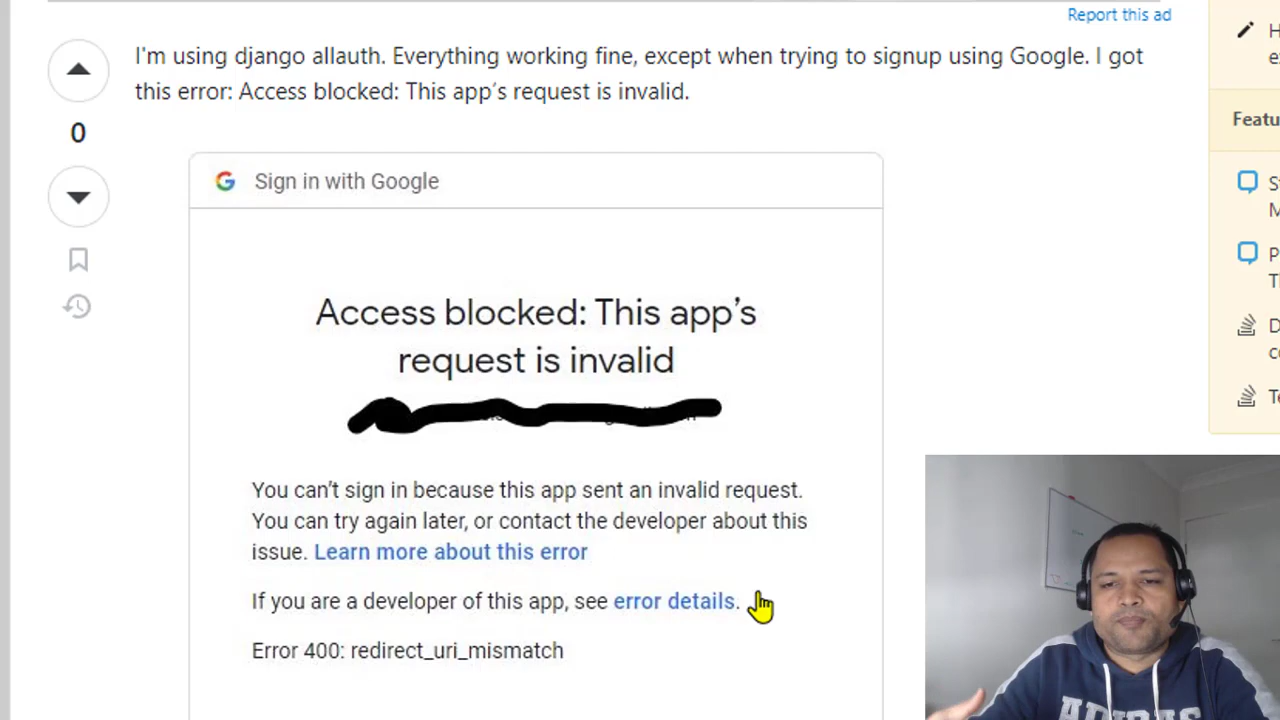 Report this ad
I'm using django allauth. Everything working fine, except when trying to signup using Google. I got
this error: Access blocked: This app´s request is invalid.
0
Featu
Sign in with Google
Access blocked: This app's
request is invalid
You can't sign in because this app sent an invalid request.
You can try again later, or contact the developer about this
issue. Learn more about this error
If you are a developer of this app, see error details.
Error 400: redirect_uri_mismatch